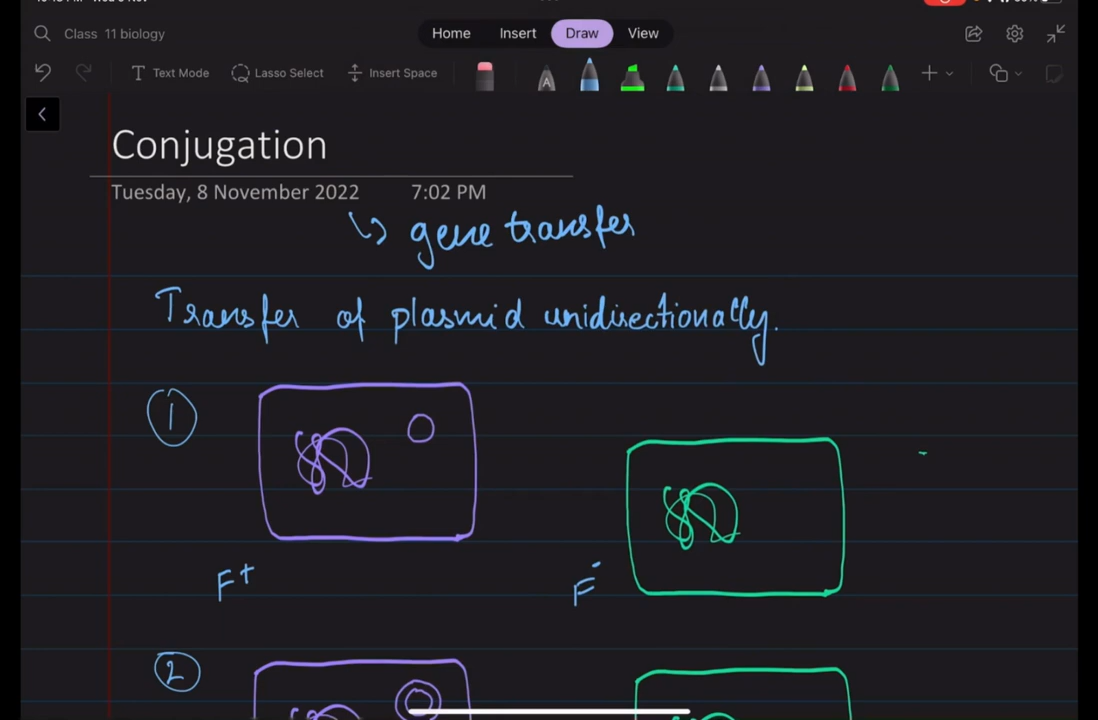 Class 11 biology
Home Insert Draw View
Text Mode Lasso Select Insert Space
A
Conjugation
Tuesday, 8 November 2022 7:02 PM
↳ gene transfer
Transfer of plasmid unidirectionally.
①
F+ F-
②